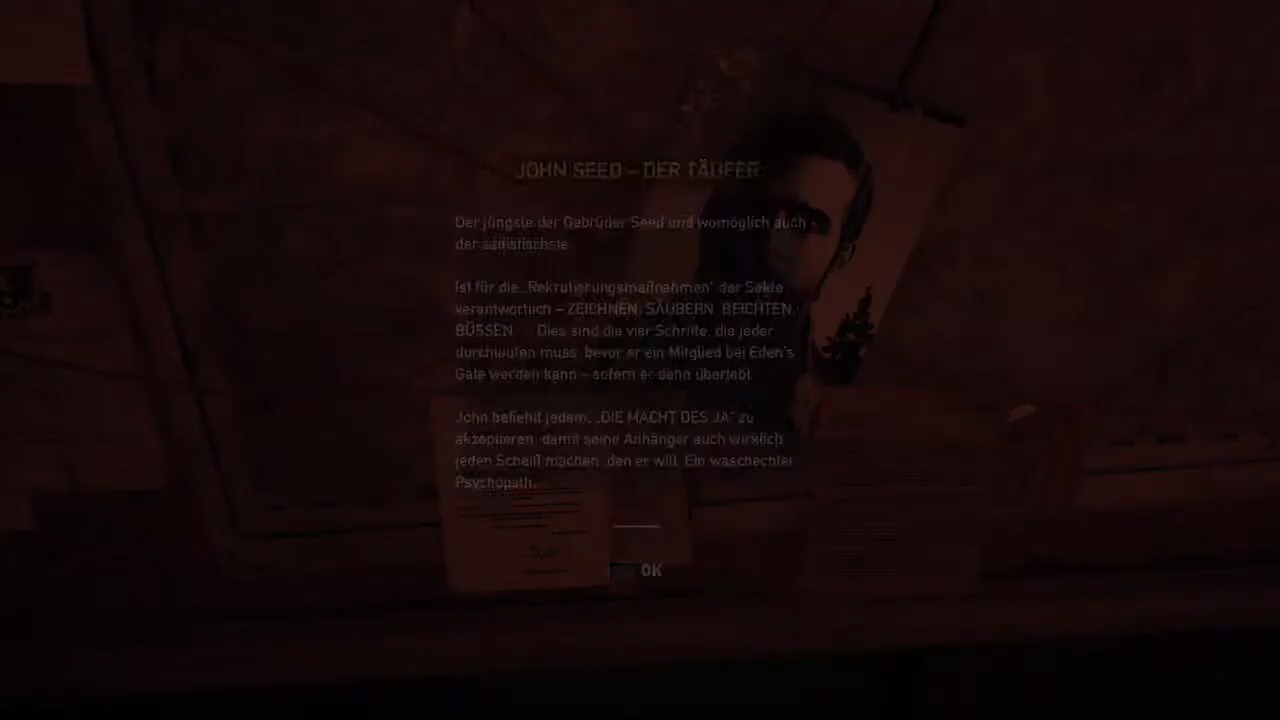 JOHN SEED – DER TÄUFER
Der jüngste der Gebrüder Seed und womöglich auch
der sadistischste.
Ist für die „Rekrutierungsmaßnahmen“ der Sekte
verantwortlich – ZEICHNEN, SÄUBERN, BEICHTEN,
BÜSSEN ... Dies sind die vier Schritte, die jeder
durchlaufen muss, bevor er ein Mitglied bei Eden's
Gate werden kann – sofern er dann überlebt.
John befiehlt jedem, „DIE MACHT DES JA“ zu
akzeptieren, damit seine Anhänger auch wirklich
jeden Scheiß machen, den er will. Ein waschechter
Psychopath.
OK